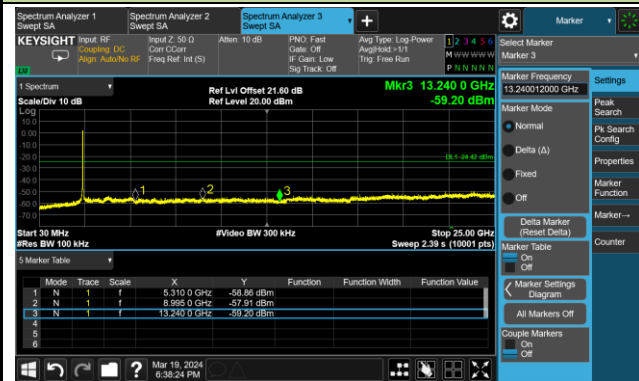 Spectrum Analyzer 1
Swept SA
Spectrum Analyzer 2
Swept SA
Spectrum Analyzer 3
Swept SA
Marker
KEYSIGHT
Input: RF
Coupling: DC
Align: Auto/No RF
Input Z: 50 Ω
Corr CCorr
Freq Ref: Int (S)
Atten: 10 dB
PNO: Fast
Gate: Off
IF Gain: Low
Sig Track: Off
Avg Type: Log-Power
Avg|Hold:>1/1
Trig: Free Run
1 2 3 4 5 6
M W W W W W
P N N N N N
LXI
Select Marker
Marker 3
1 Spectrum
Scale/Div 10 dB
Log
Ref Lvl Offset 21.60 dB
Ref Level 20.00 dBm
Mkr3 13.240 0 GHz
-59.20 dBm
10.0
0.00
-10.0
-20.0
-30.0
-40.0
-50.0
-60.0
-70.0
DL1 -24.42 dBm
1
2
3
Start 30 MHz
#Res BW 100 kHz
#Video BW 300 kHz
Stop 25.00 GHz
Sweep 2.39 s (10001 pts)
5 Marker Table
Mode Trace Scale X Y Function Function Width Function Value
1 N 1 f 5.310 0 GHz -58.86 dBm
2 N 1 f 8.995 0 GHz -57.91 dBm
3 N 1 f 13.240 0 GHz -59.20 dBm
4
5
6
Marker Frequency
13.240012000 GHz
Marker Mode
Normal
Delta (Δ)
Fixed
Off
Delta Marker
(Reset Delta)
Marker Table
On
Off
Marker Settings
Diagram
All Markers Off
Couple Markers
On
Off
Settings
Peak
Search
Pk Search
Config
Properties
Marker
Function
Marker→
Counter
?
Mar 19, 2024
6:38:24 PM